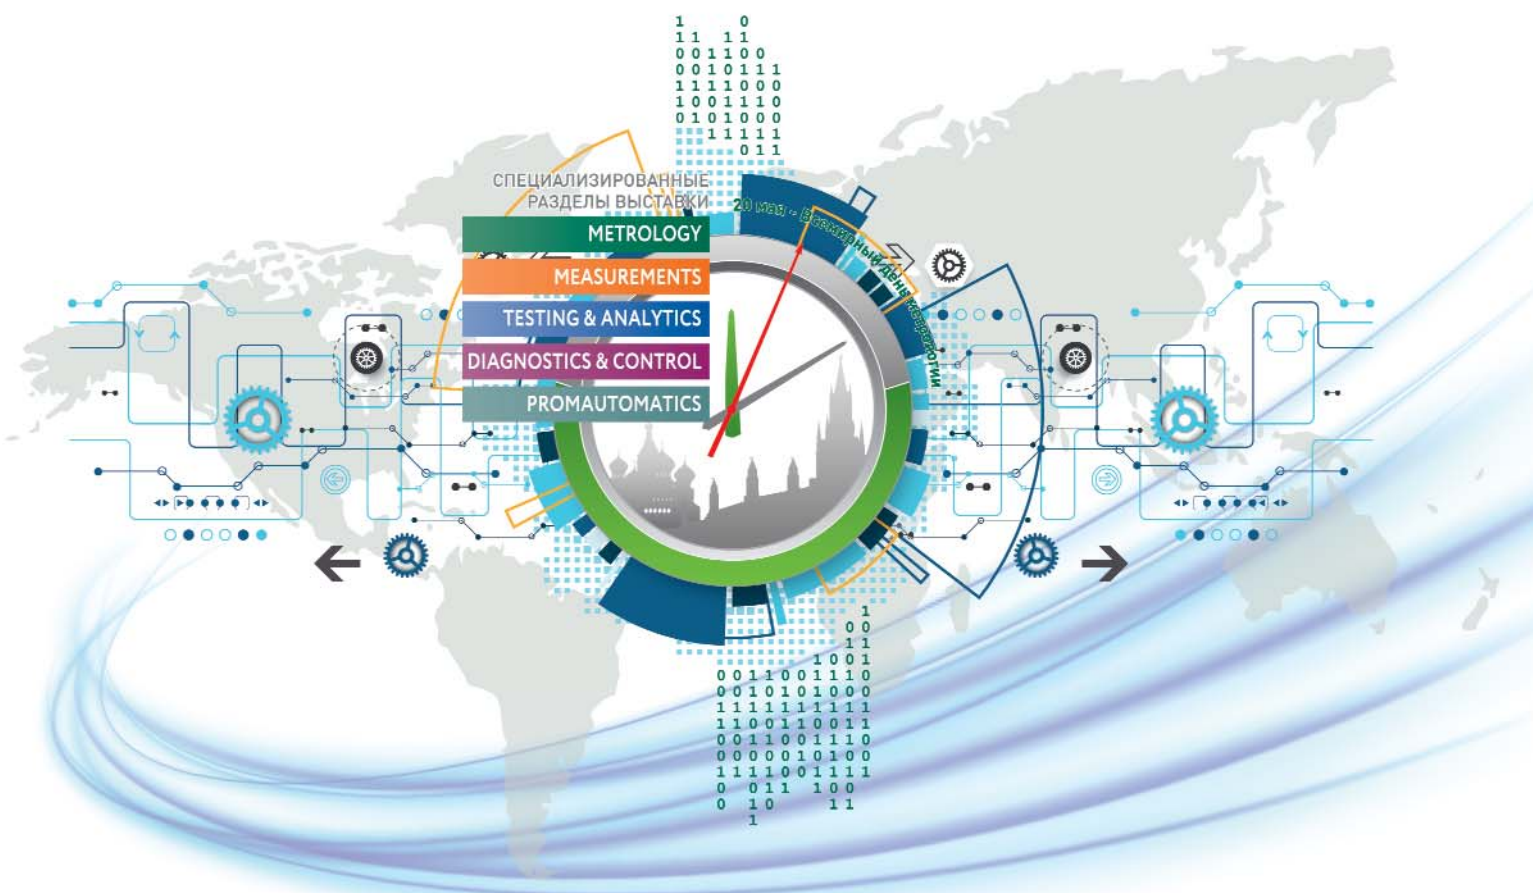 СПЕЦИАЛИЗИРОВАННЫЕ
РАЗДЕЛЫ ВЫСТАВКИ
METROLOGY
MEASUREMENTS
TESTING & ANALYTICS
DIAGNOSTICS & CONTROL
PROMAUTOMATICS
20 мая - Всемирный день метрологии